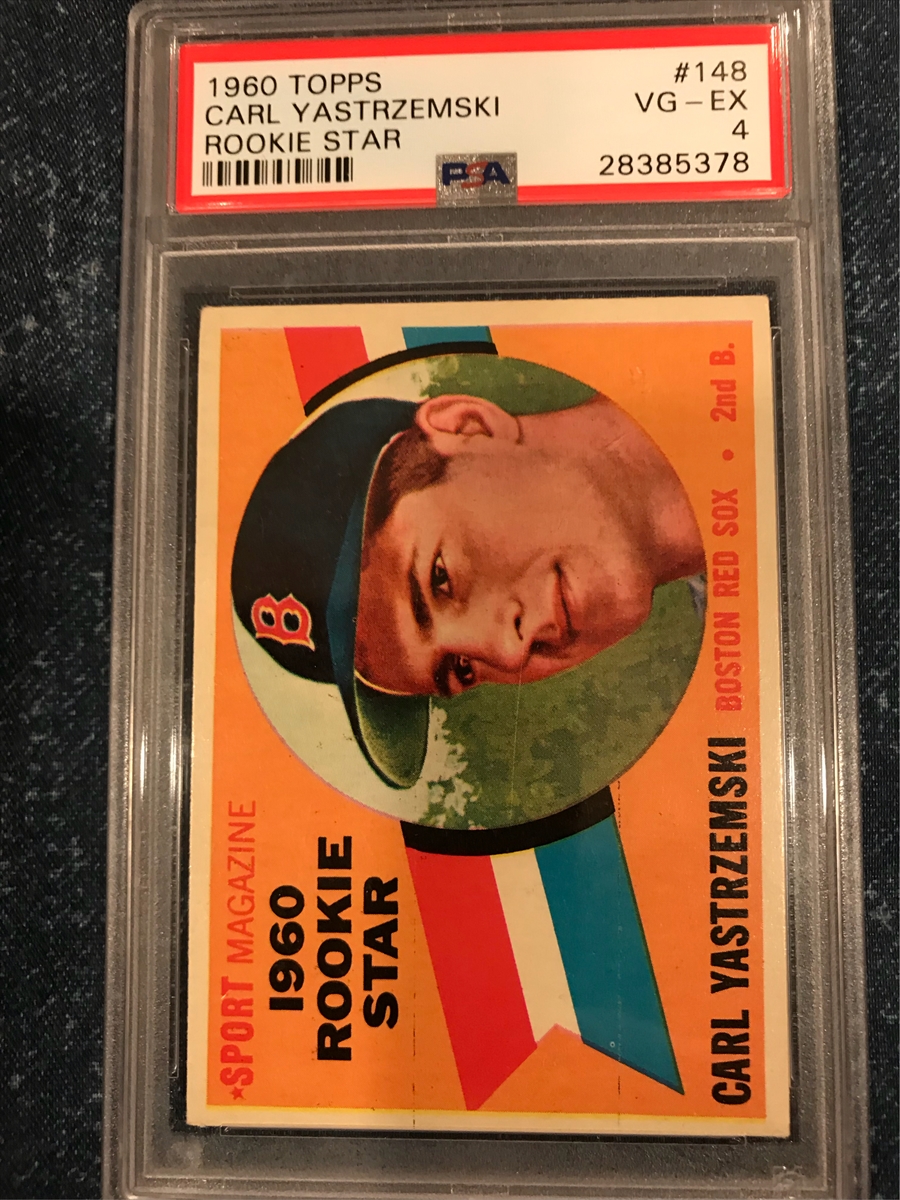 1960 TOPPS #148
CARL YASTRZEMSKI VG-EX
ROOKIE STAR 4
PSA 28385378
★SPORT MAGAZINE
1960
ROOKIE
STAR
B
CARL YASTRZEMSKI BOSTON RED SOX • 2nd B.